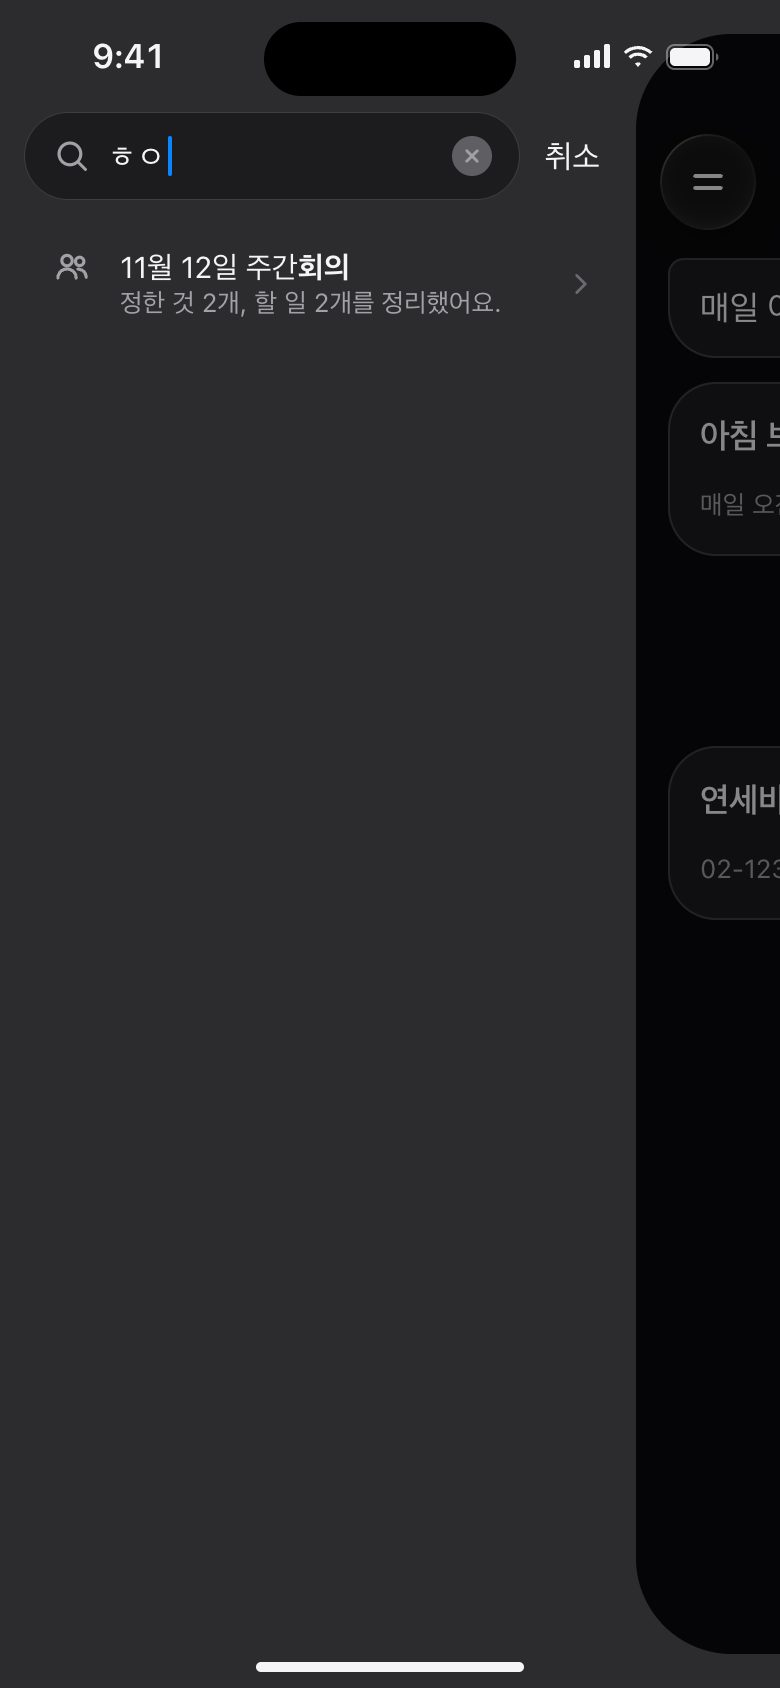 9:41
ㅎㅇ
취소
11월 12일 주간회의
정한 것 2개, 할 일 2개를 정리했어요.
매일
아침
매일
연세
02-123